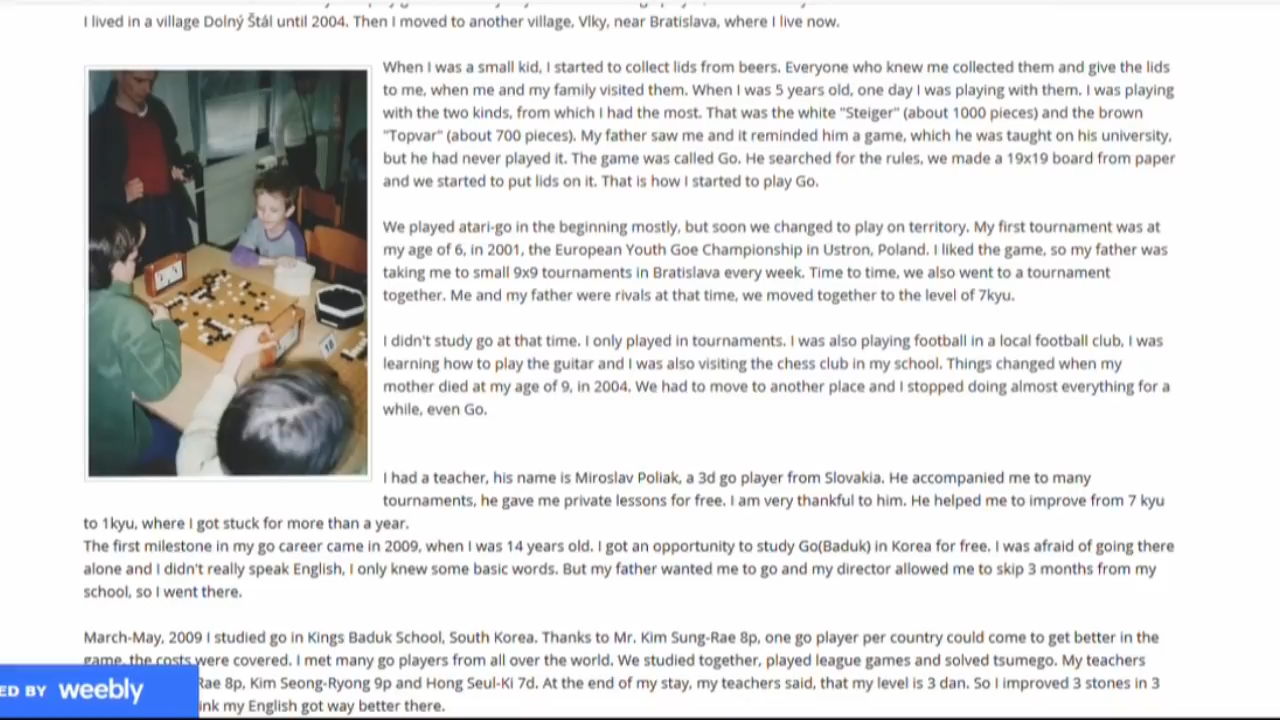 I lived in a village Dolný Štál until 2004. Then I moved to another village, Vlky, near Bratislava, where I live now.
When I was a small kid, I started to collect lids from beers. Everyone who knew me collected them and give the lids
to me, when me and my family visited them. When I was 5 years old, one day I was playing with them. I was playing
with the two kinds, from which I had the most. That was the white "Steiger" (about 1000 pieces) and the brown
"Topvar" (about 700 pieces). My father saw me and it reminded him a game, which he was taught on his university,
but he had never played it. The game was called Go. He searched for the rules, we made a 19x19 board from paper
and we started to put lids on it. That is how I started to play Go.
We played atari-go in the beginning mostly, but soon we changed to play on territory. My first tournament was at
my age of 6, in 2001, the European Youth Goe Championship in Ustron, Poland. I liked the game, so my father was
taking me to small 9x9 tournaments in Bratislava every week. Time to time, we also went to a tournament
together. Me and my father were rivals at that time, we moved together to the level of 7kyu.
I didn't study go at that time. I only played in tournaments. I was also playing football in a local football club, I was
learning how to play the guitar and I was also visiting the chess club in my school. Things changed when my
mother died at my age of 9, in 2004. We had to move to another place and I stopped doing almost everything for a
while, even Go.
I had a teacher, his name is Miroslav Poliak, a 3d go player from Slovakia. He accompanied me to many
tournaments, he gave me private lessons for free. I am very thankful to him. He helped me to improve from 7 kyu
to 1kyu, where I got stuck for more than a year.
The first milestone in my go career came in 2009, when I was 14 years old. I got an opportunity to study Go(Baduk) in Korea for free. I was afraid of going there
alone and I didn't really speak English, I only knew some basic words. But my father wanted me to go and my director allowed me to skip 3 months from my
school, so I went there.
March-May, 2009 I studied go in Kings Baduk School, South Korea. Thanks to Mr. Kim Sung-Rae 8p, one go player per country could come to get better in the
game, the costs were covered. I met many go players from all over the world. We studied together, played league games and solved tsumego. My teachers
Rae 8p, Kim Seong-Ryong 9p and Hong Seul-Ki 7d. At the end of my stay, my teachers said, that my level is 3 dan. So I improved 3 stones in 3
ink my English got way better there.
ED BY weebly